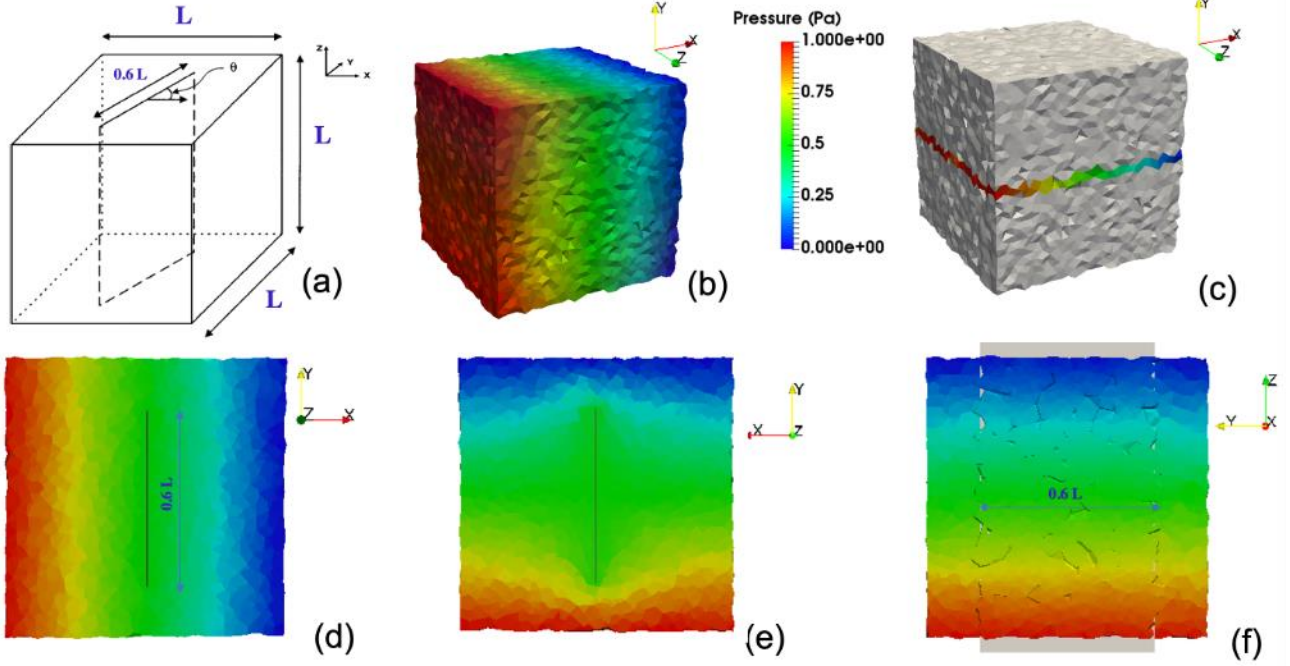 L
0.6 L
θ
Z
Y
X
L
L
(a)
Y
X
Z
(b)
Pressure (Pa)
1.000e+00
0.75
0.5
0.25
0.000e+00
Y
X
Z
(c)
0.6 L
Y
Z
X
(d)
Y
X
Z
(e)
0.6 L
Z
Y
X
(f)